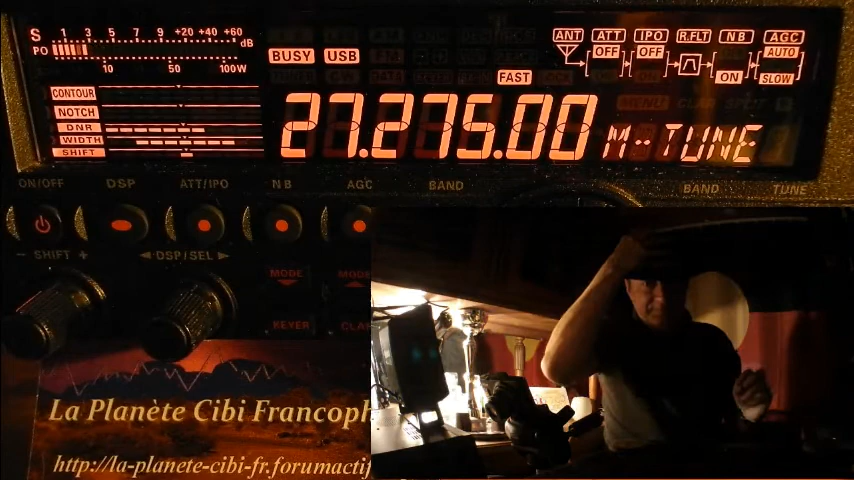 S 1 3 5 7 9 +20 +40 +60 dB
PO 10 50 100W
BUSY USB
FAST
ANT ATT IPO R.FLT NB AGC
OFF OFF AUTO
ON SLOW
CONTOUR
NOTCH
DNR
WIDTH
SHIFT
27.275.00 M-TUNE
ON/OFF DSP ATT/IPO NB AGC BAND BAND TUNE
− SHIFT + ◄DSP/SEL►
MODE MODE
KEYER
La Planète Cibi Francoph
http://la-planete-cibi-fr.forumactif